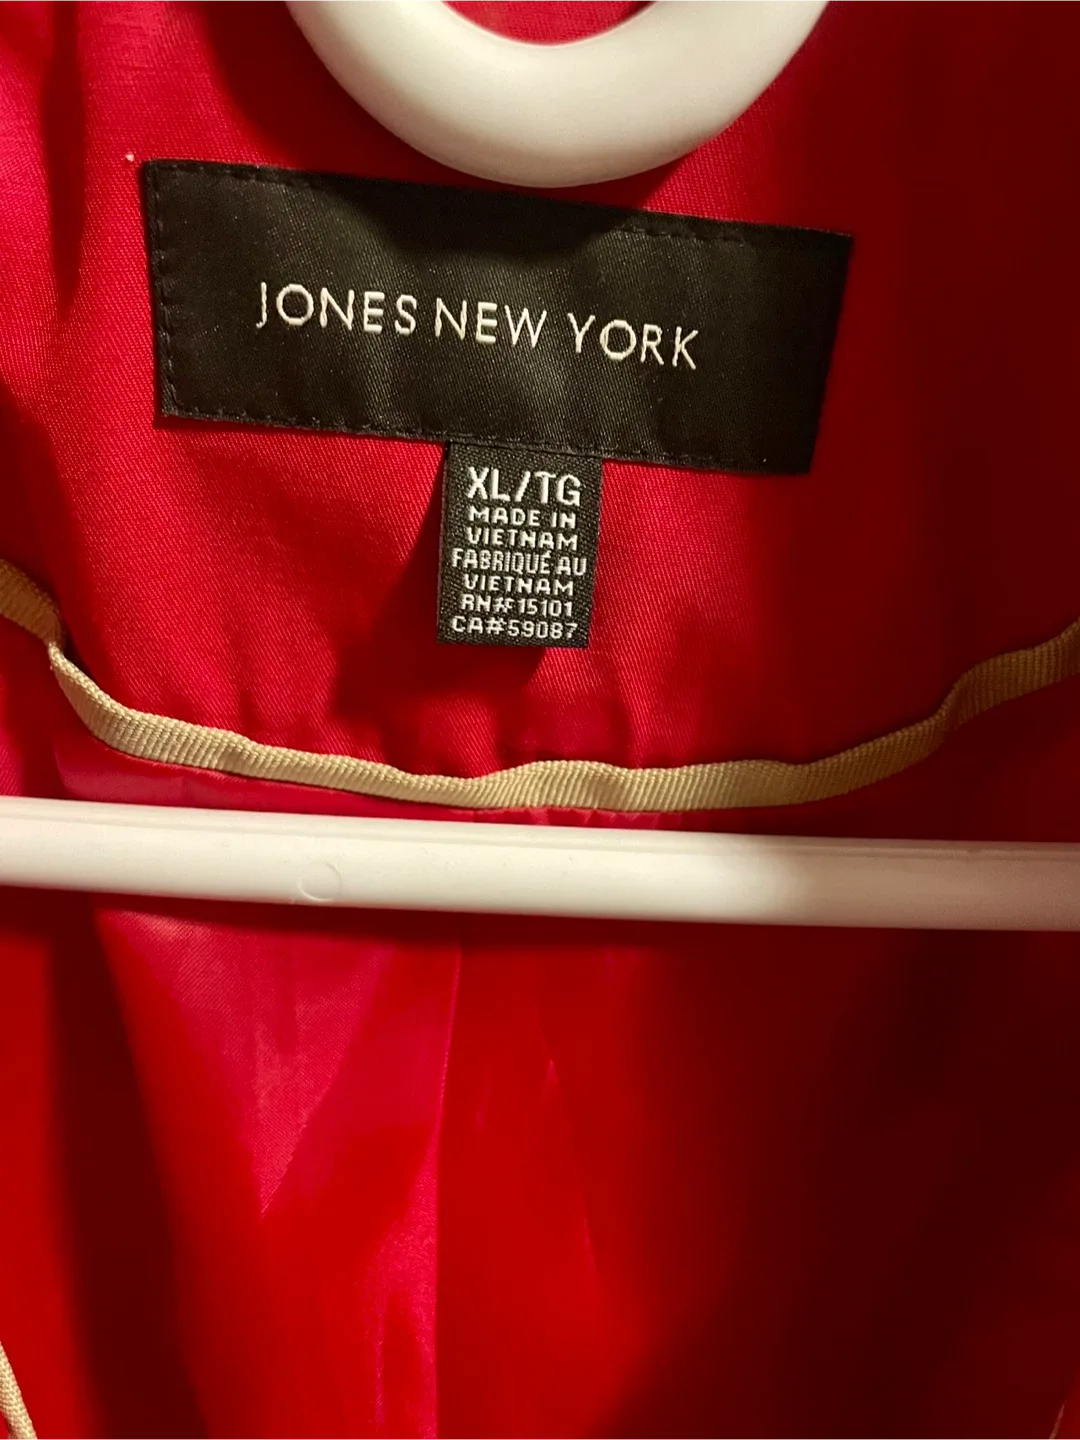 JONES NEW YORK
XL/TG
MADE IN
VIETNAM
FABRIQUÉ AU
VIETNAM
RN#15101
CA#59087